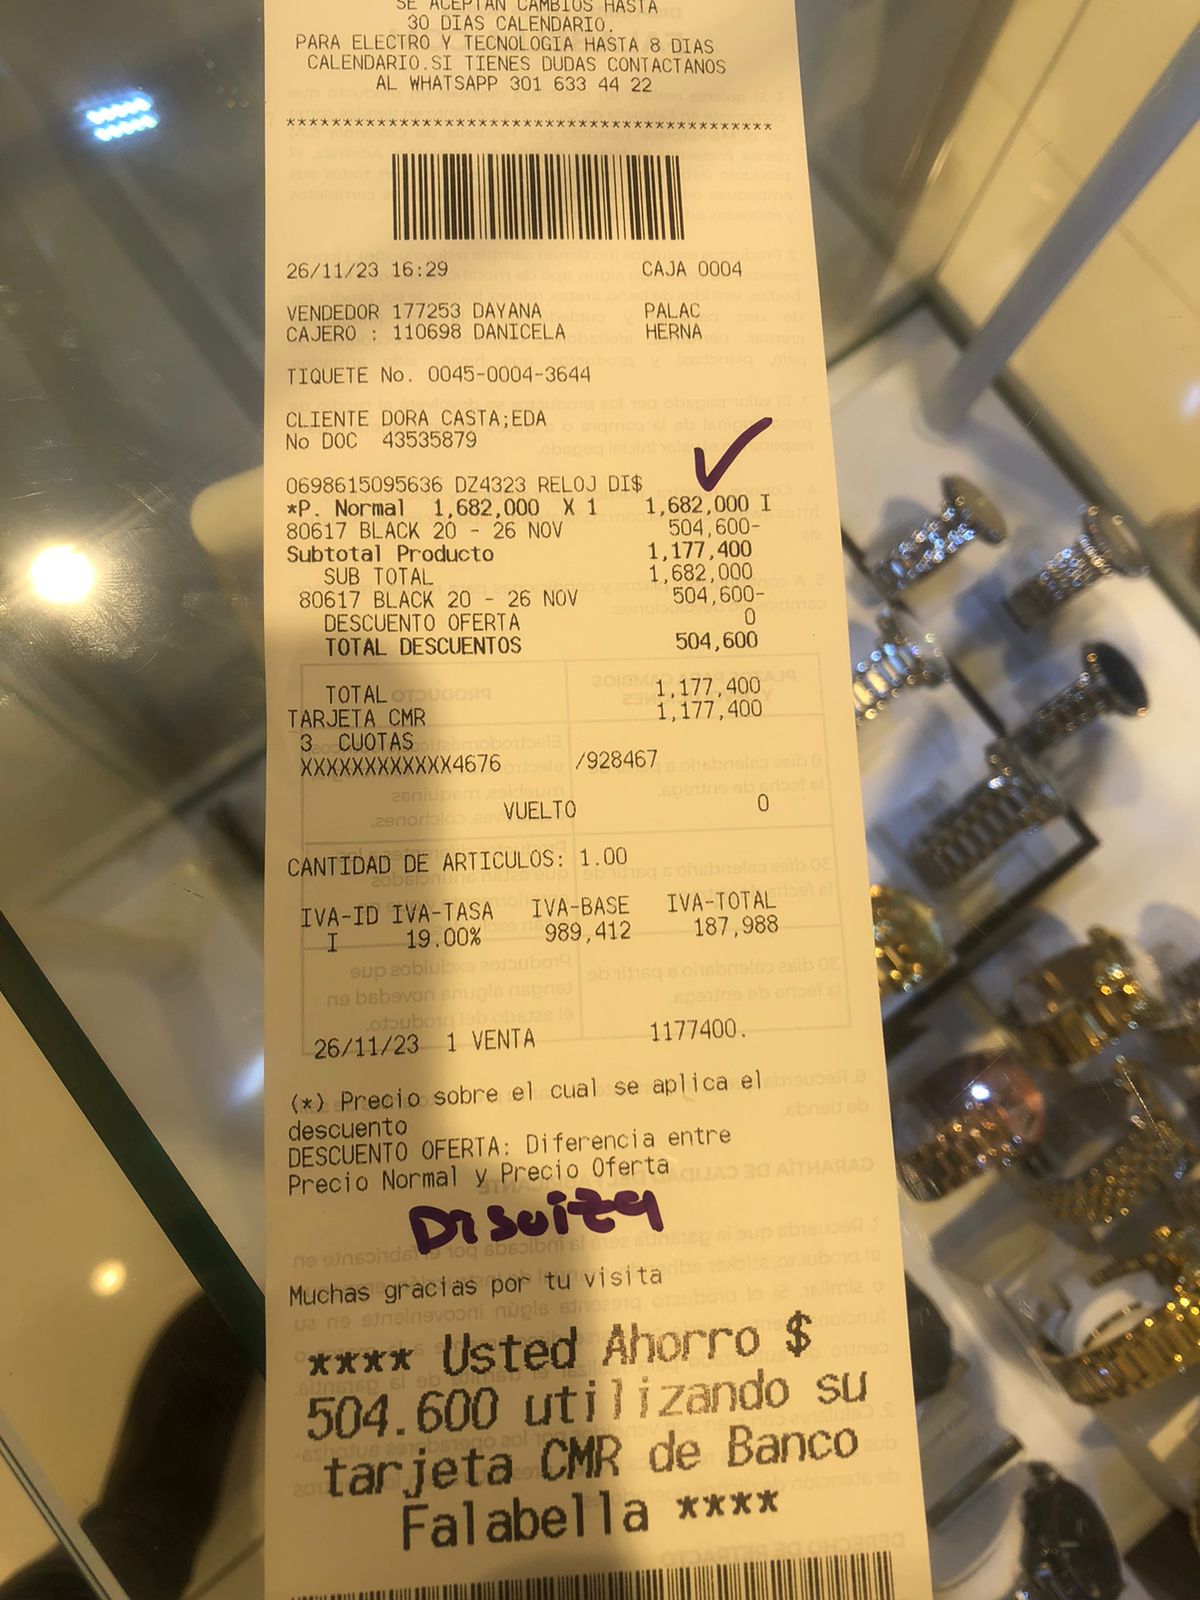 SE ACEPTAN CAMBIOS HASTA
30 DIAS CALENDARIO.
PARA ELECTRO Y TECNOLOGIA HASTA 8 DIAS
CALENDARIO.SI TIENES DUDAS CONTACTANOS
AL WHATSAPP 301 633 44 22
*******************************************
26/11/23 16:29 CAJA 0004
VENDEDOR 177253 DAYANA PALAC
CAJERO : 110698 DANICELA HERNA
TIQUETE No. 0045-0004-3644
CLIENTE DORA CASTA;EDA
No DOC 43535879
0698615095636 DZ4323 RELOJ DI$
*P. Normal 1,682,000 X 1 1,682,000 I
80617 BLACK 20 - 26 NOV 504,600-
Subtotal Producto 1,177,400
SUB TOTAL 1,682,000
80617 BLACK 20 - 26 NOV 504,600-
DESCUENTO OFERTA 0
TOTAL DESCUENTOS 504,600
TOTAL 1,177,400
TARJETA CMR 1,177,400
3 CUOTAS
XXXXXXXXXXXX4676 /928467
VUELTO 0
CANTIDAD DE ARTICULOS: 1.00
IVA-ID IVA-TASA IVA-BASE IVA-TOTAL
I 19.00% 989,412 187,988
26/11/23 1 VENTA 1177400.
(*) Precio sobre el cual se aplica el
descuento
DESCUENTO OFERTA: Diferencia entre
Precio Normal y Precio Oferta
Muchas gracias por tu visita
**** Usted Ahorro $
504.600 utilizando su
tarjeta CMR de Banco
Falabella ****